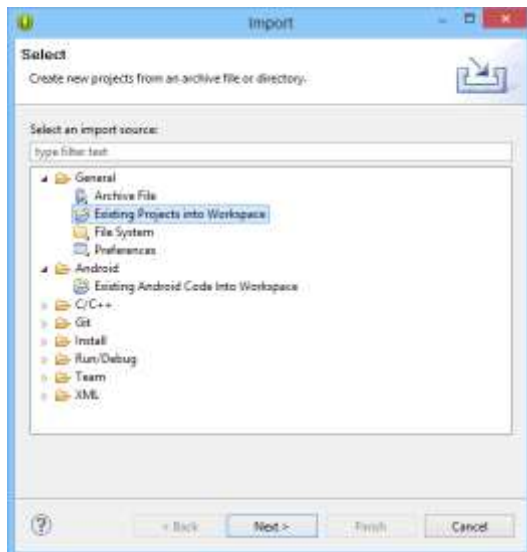 Import
Select
Create new projects from an archive file or directory.
Select an import source:
type filter text
General
Archive File
Existing Projects into Workspace
File System
Preferences
Android
Existing Android Code Into Workspace
C/C++
Git
Install
Run/Debug
Team
XML
?
< Back
Next >
Finish
Cancel